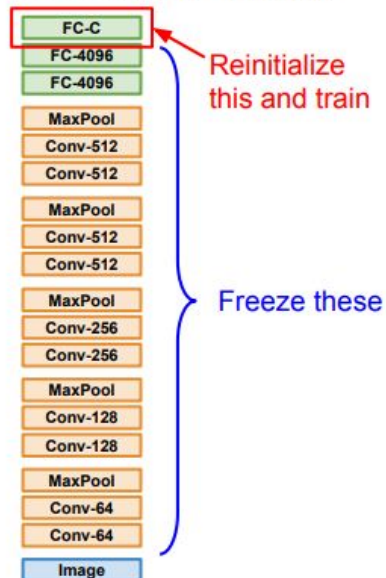 FC-C
FC-4096
FC-4096
Reinitialize
this and train
MaxPool
Conv-512
Conv-512
MaxPool
Conv-512
Conv-512
MaxPool
Conv-256
Conv-256
Freeze these
MaxPool
Conv-128
Conv-128
MaxPool
Conv-64
Conv-64
Image